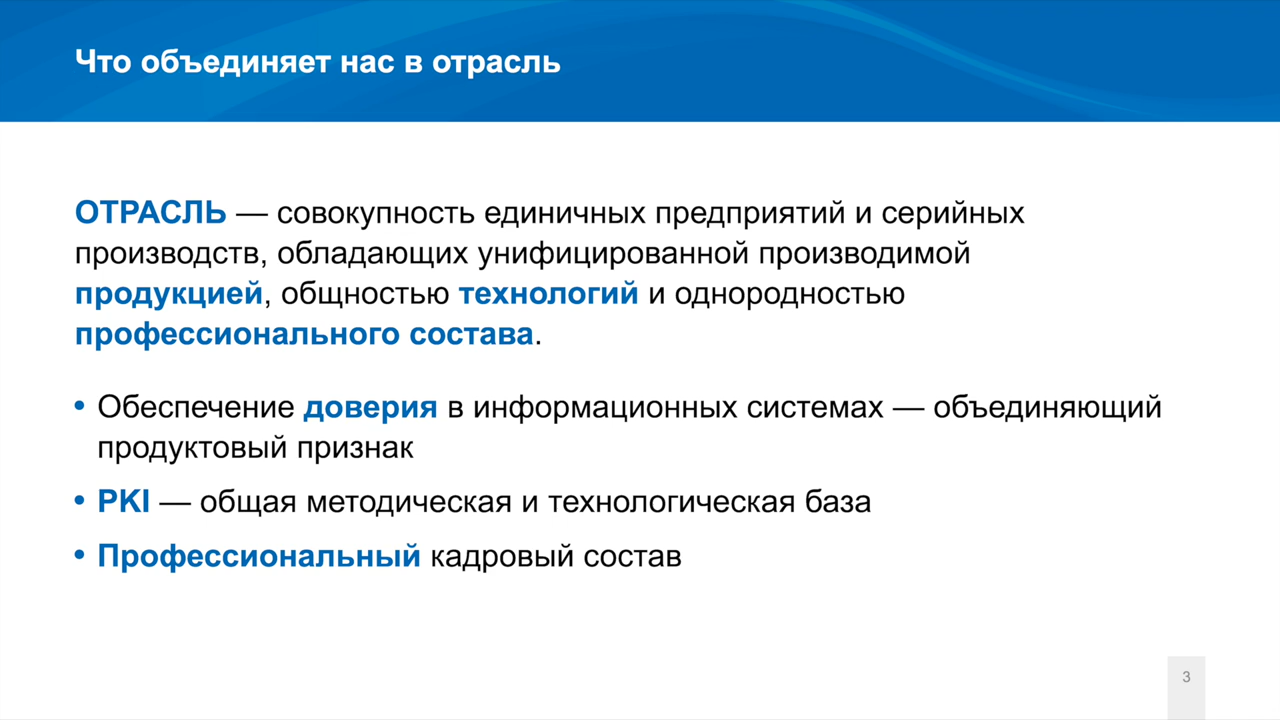 Что объединяет нас в отрасль
ОТРАСЛЬ — совокупность единичных предприятий и серийных
производств, обладающих унифицированной производимой
продукцией, общностью технологий и однородностью
профессионального состава.
• Обеспечение доверия в информационных системах — объединяющий
продуктовый признак
• PKI — общая методическая и технологическая база
• Профессиональный кадровый состав
3